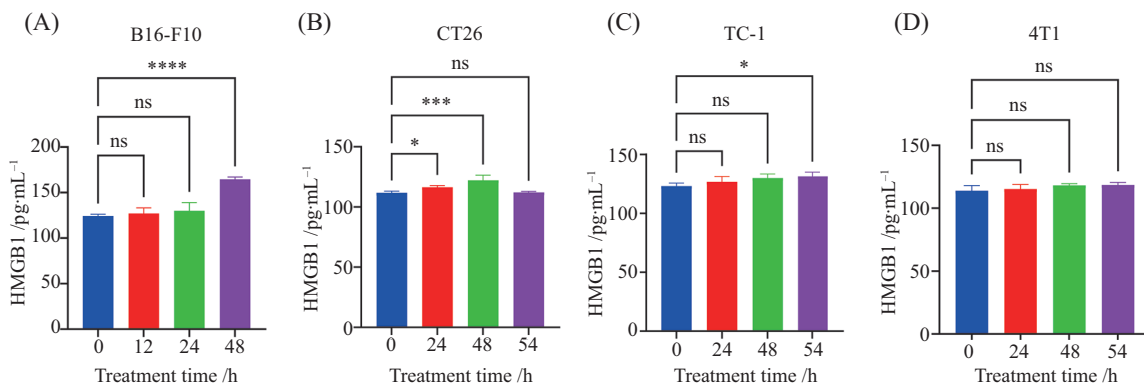 (A)
B16-F10
****
ns
ns
HMGB1 /pg·mL⁻¹
200
150
100
50
0
0 12 24 48
Treatment time /h
(B)
CT26
ns
***
*
HMGB1 /pg·mL⁻¹
150
100
50
0
0 24 48 54
Treatment time /h
(C)
TC-1
*
ns
ns
HMGB1 /pg·mL⁻¹
150
100
50
0
0 24 48 54
Treatment time /h
(D)
4T1
ns
ns
ns
HMGB1 /pg·mL⁻¹
150
100
50
0
0 24 48 54
Treatment time /h